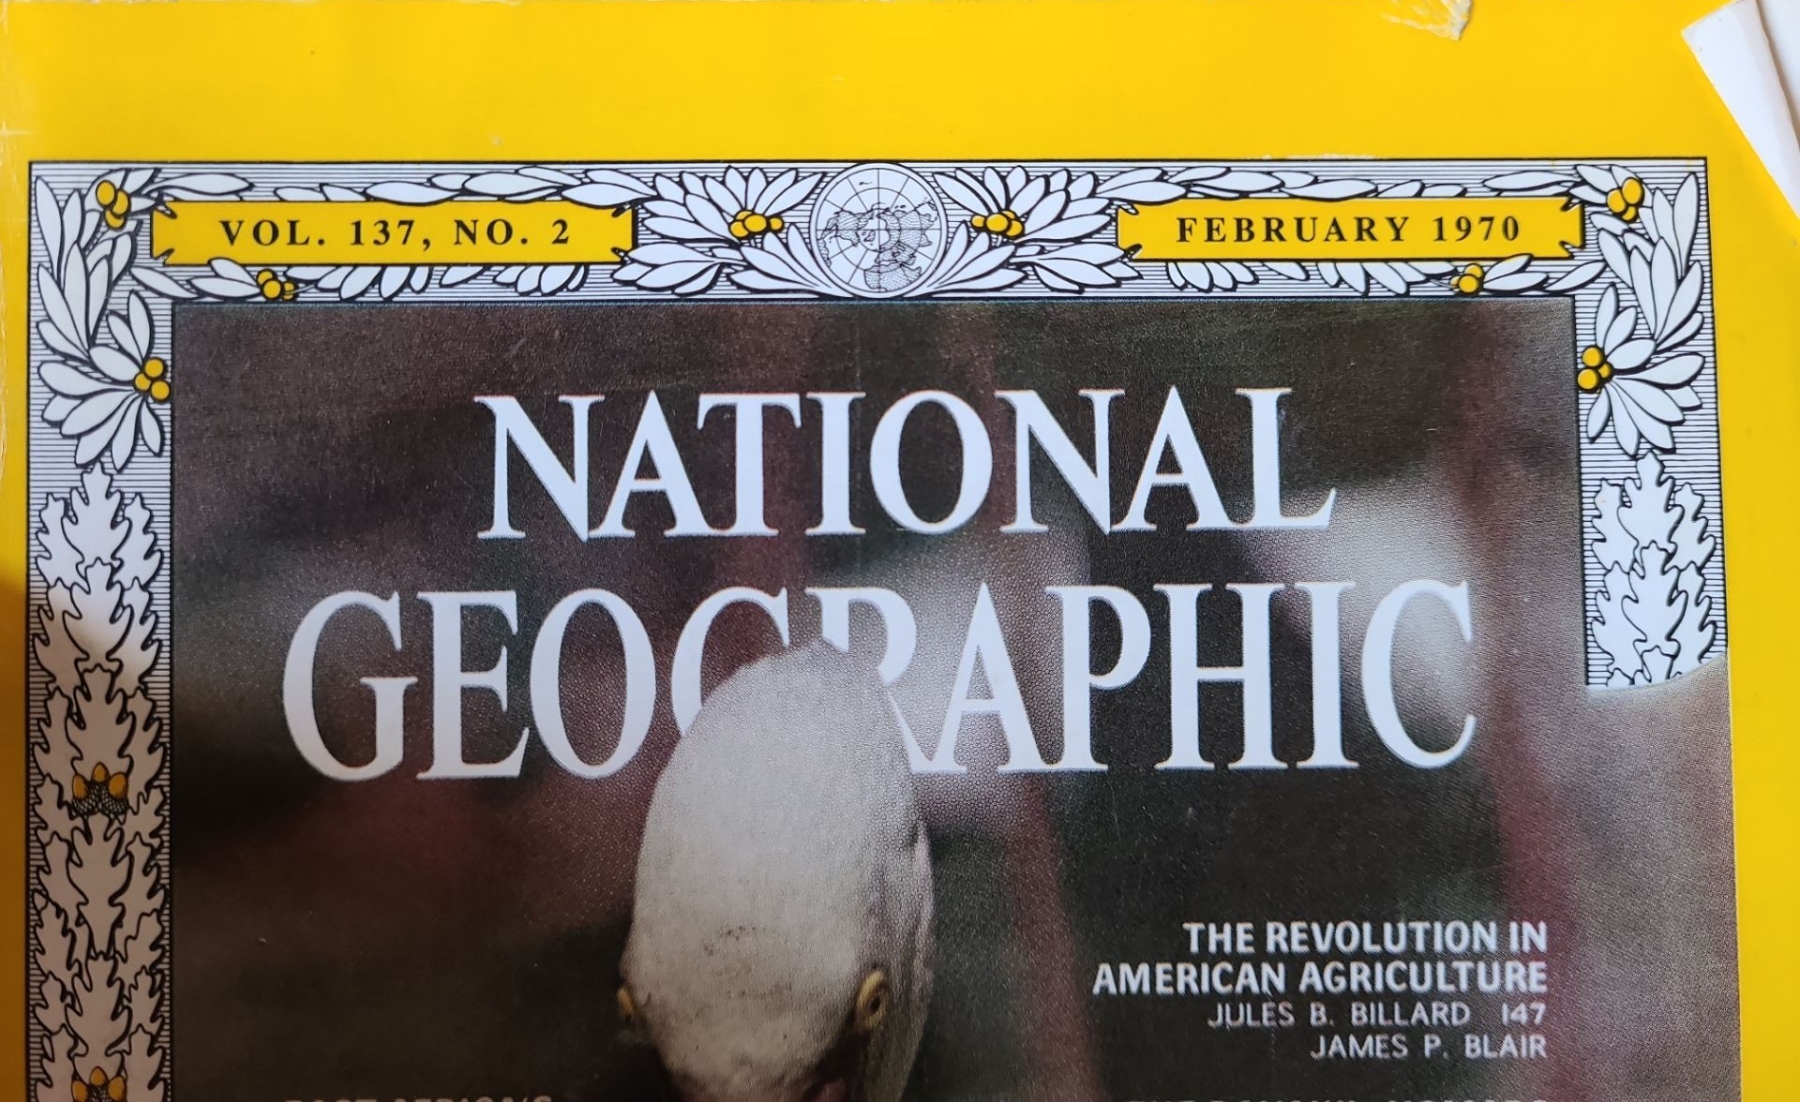 VOL. 137, NO. 2
FEBRUARY 1970
NATIONAL
GEOGRAPHIC
THE REVOLUTION IN
AMERICAN AGRICULTURE
JULES B. BILLARD 147
JAMES P. BLAIR